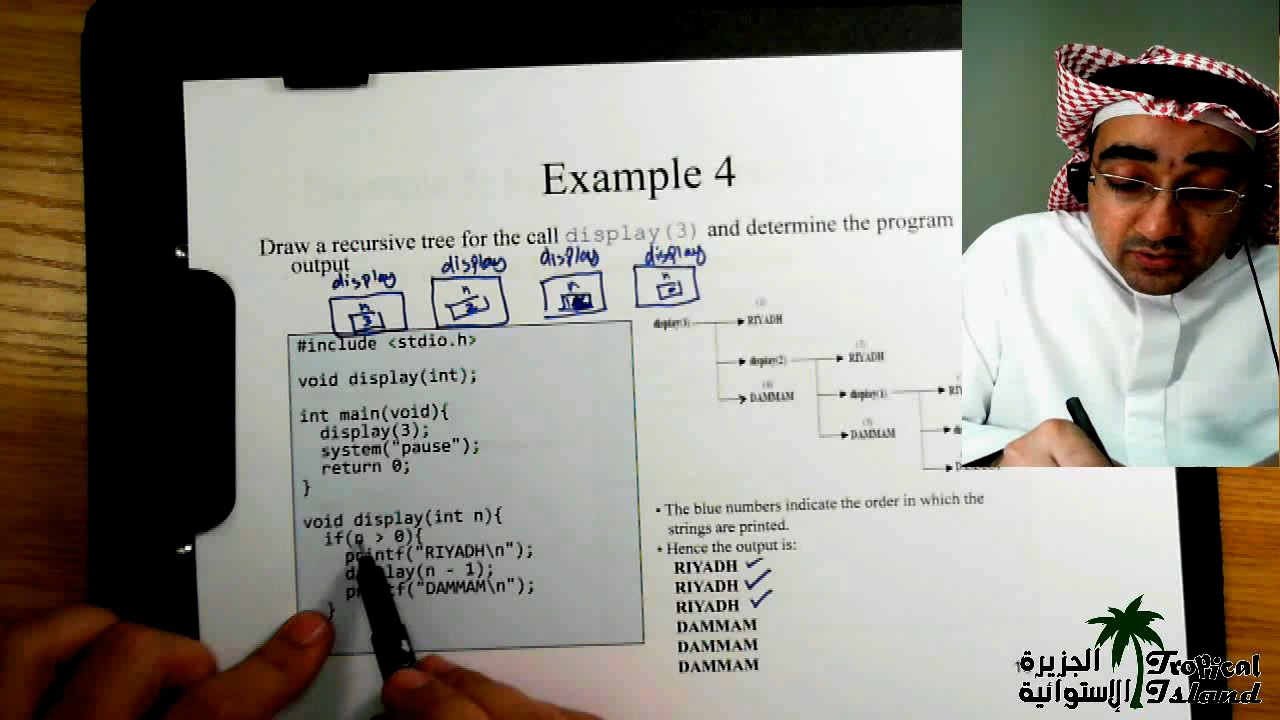 Example 4
Draw a recursive tree for the call display(3) and determine the program
output
display display display display
n n n n
3 2
#include <stdio.h>
void display(int);
int main(void){
display(3);
system("pause");
return 0;
}
void display(int n){
if(n > 0){
printf("RIYADH\n");
display(n - 1);
printf("DAMMAM\n");
}
display(3) RIYADH
display(2) RIYADH
DAMMAM display(1)
DAMMAM
• The blue numbers indicate the order in which the
strings are printed.
• Hence the output is:
RIYADH
RIYADH
RIYADH
DAMMAM
DAMMAM
DAMMAM
الجزيرة Tropical
الإستوائية Island